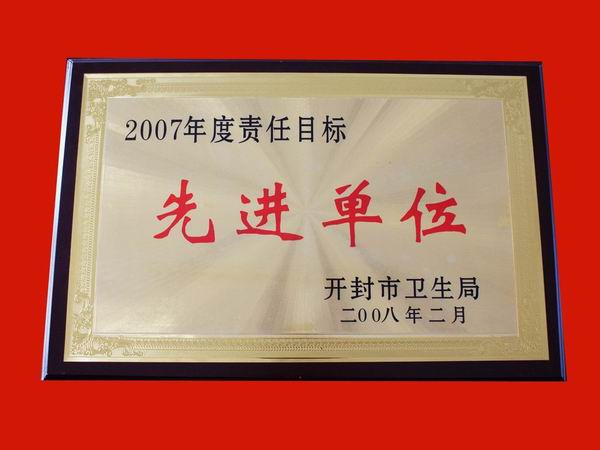 2007年度责任目标
先进单位
开封市卫生局
二00八年二月